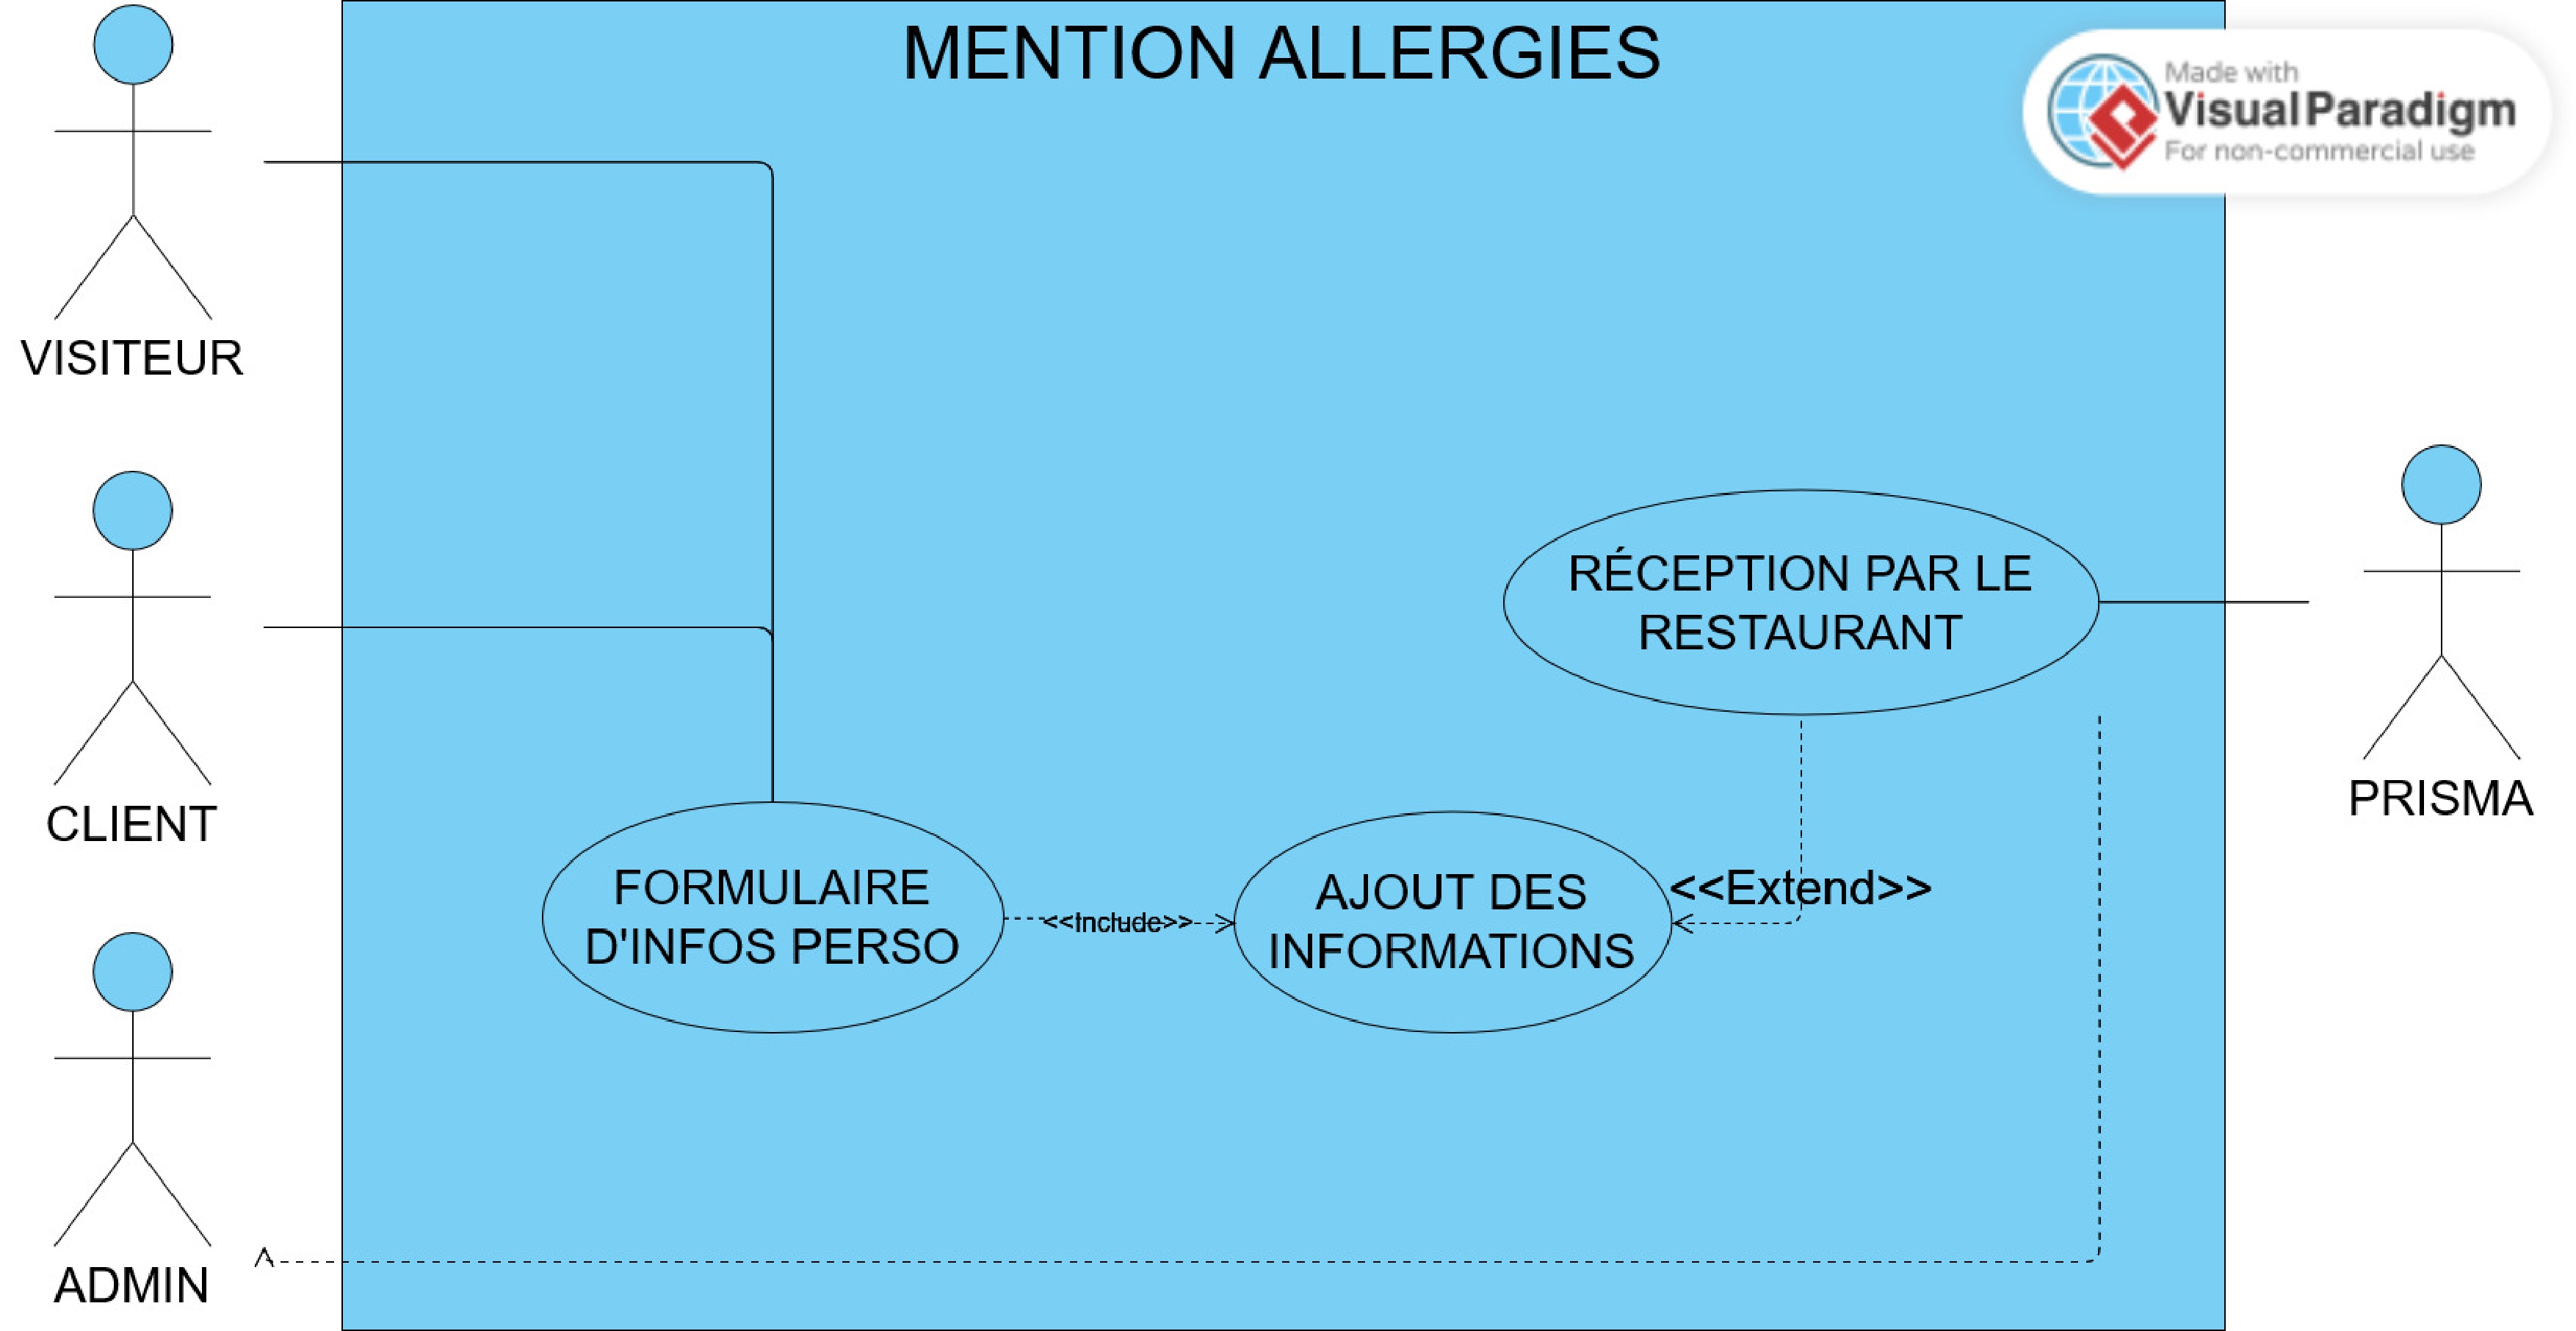 MENTION ALLERGIES
Made with
Visual Paradigm
For non-commercial use
VISITEUR
RÉCEPTION PAR LE
RESTAURANT
PRISMA
CLIENT
FORMULAIRE
D'INFOS PERSO
<<Include>>
AJOUT DES
INFORMATIONS
<<Extend>>
ADMIN